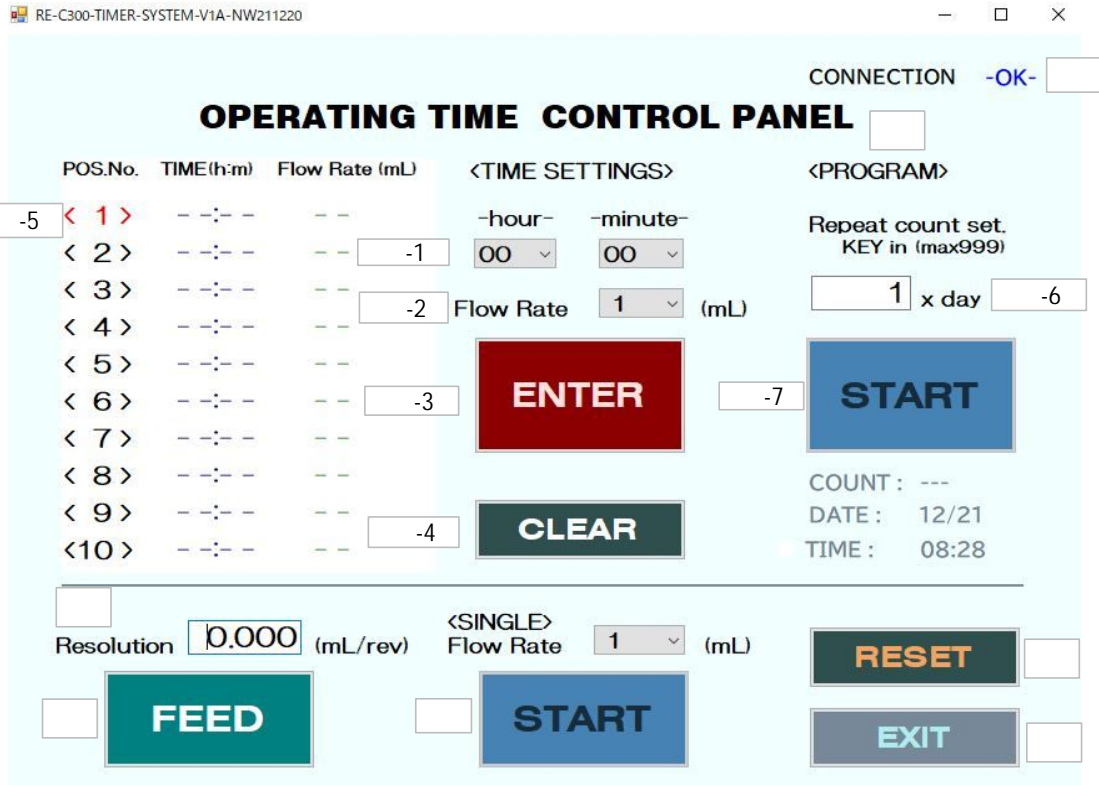 RE-C300-TIMER-SYSTEM-V1A-NW211220
CONNECTION -OK-
OPERATING TIME CONTROL PANEL
POS.No. TIME(h:m) Flow Rate (mL)
-5 < 1 > - -:- - - -
< 2 > - -:- - - -
< 3 > - -:- - - -
< 4 > - -:- - - -
< 5 > - -:- - - -
< 6 > - -:- - - -
< 7 > - -:- - - -
< 8 > - -:- - - -
< 9 > - -:- - - -
<10 > - -:- - - -
<TIME SETTINGS>
-hour- -minute-
-1 00 00
-2 Flow Rate 1 (mL)
-3 ENTER
-4 CLEAR
<PROGRAM>
Repeat count set.
KEY in (max999)
1 x day -6
-7 START
COUNT : ---
DATE : 12/21
TIME : 08:28
Resolution 0.000 (mL/rev)
FEED
<SINGLE>
Flow Rate 1 (mL)
START
RESET
EXIT